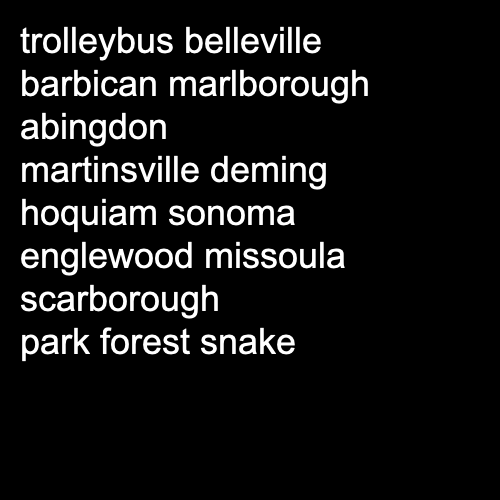 trolleybus belleville
barbican marlborough
abingdon
martinsville deming
hoquiam sonoma
englewood missoula
scarborough
park forest snake